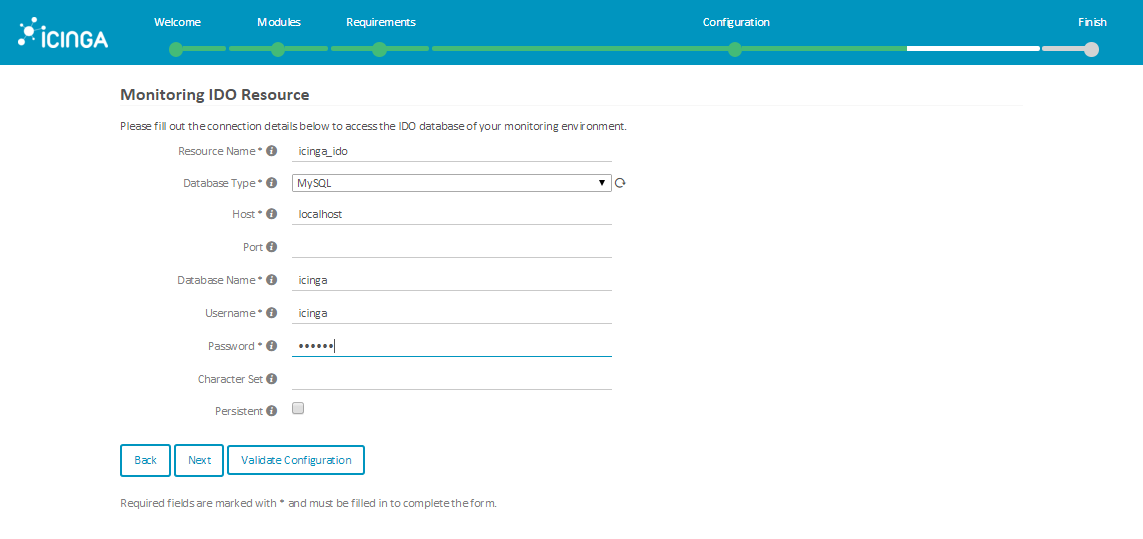 ICINGA
Welcome Modules Requirements Configuration Finish
Monitoring IDO Resource
Please fill out the connection details below to access the IDO database of your monitoring environment.
Resource Name * icinga_ido
Database Type * MySQL
Host * localhost
Port
Database Name * icinga
Username * icinga
Password * ••••••
Character Set
Persistent
Back Next Validate Configuration
Required fields are marked with * and must be filled in to complete the form.